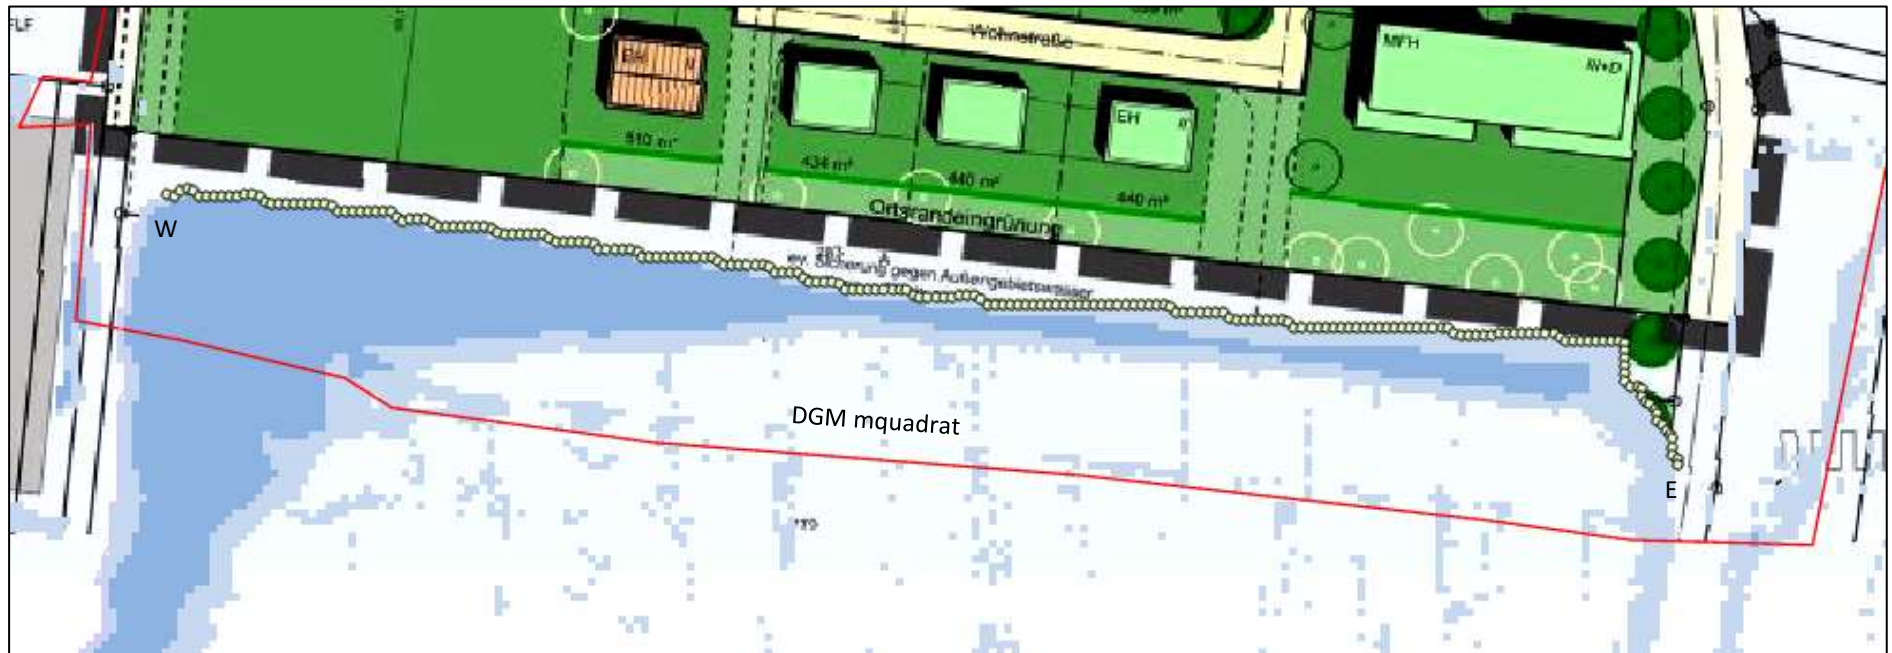 FLF
Wohnstraße
MFH
EH
EH II
510 m²
434 m²
440 m²
440 m²
Ortsrandeingrünung
ev. Sicherung gegen Außengebietswasser
W
DGM mquadrat
E